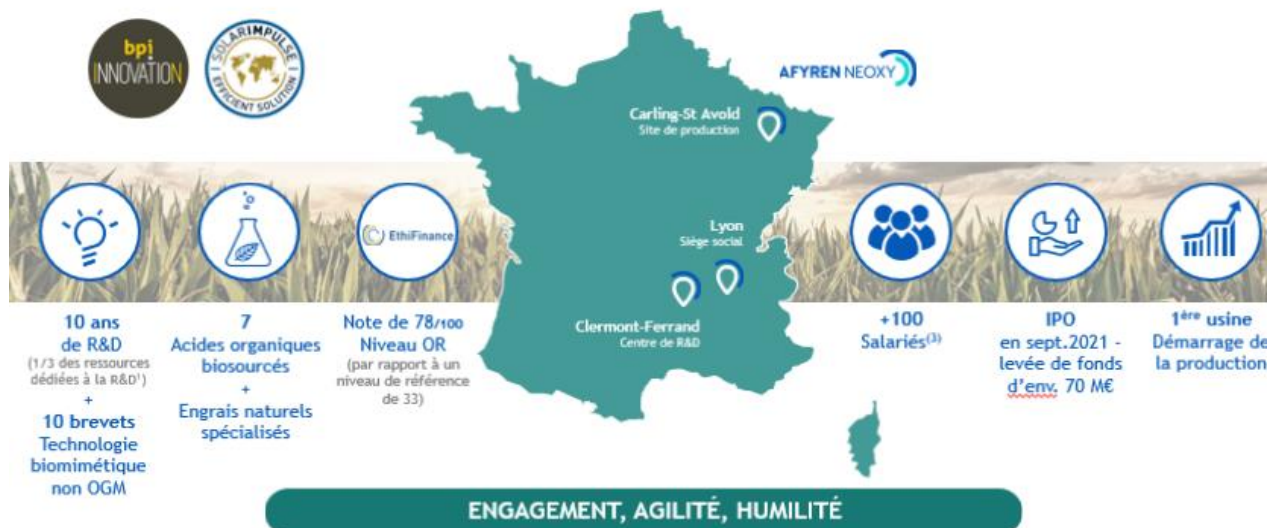 bpi
INNOVATION
SOLARIMPULSE
EFFICIENT SOLUTION
AFYREN NEOXY
Carling-St Avold
Site de production
Lyon
Siège social
Clermont-Ferrand
Centre de R&D
EthiFinance
10 ans
de R&D
(1/3 des ressources
dédiées à la R&D¹)
+
10 brevets
Technologie
biomimétique
non OGM
7
Acides organiques
biosourcés
+
Engrais naturels
spécialisés
Note de 78/100
Niveau OR
(par rapport à un
niveau de référence
de 33)
+100
Salariés⁽³⁾
IPO
en sept.2021 -
levée de fonds
d'env. 70 M€
1ère usine
Démarrage de
la production
ENGAGEMENT, AGILITÉ, HUMILITÉ